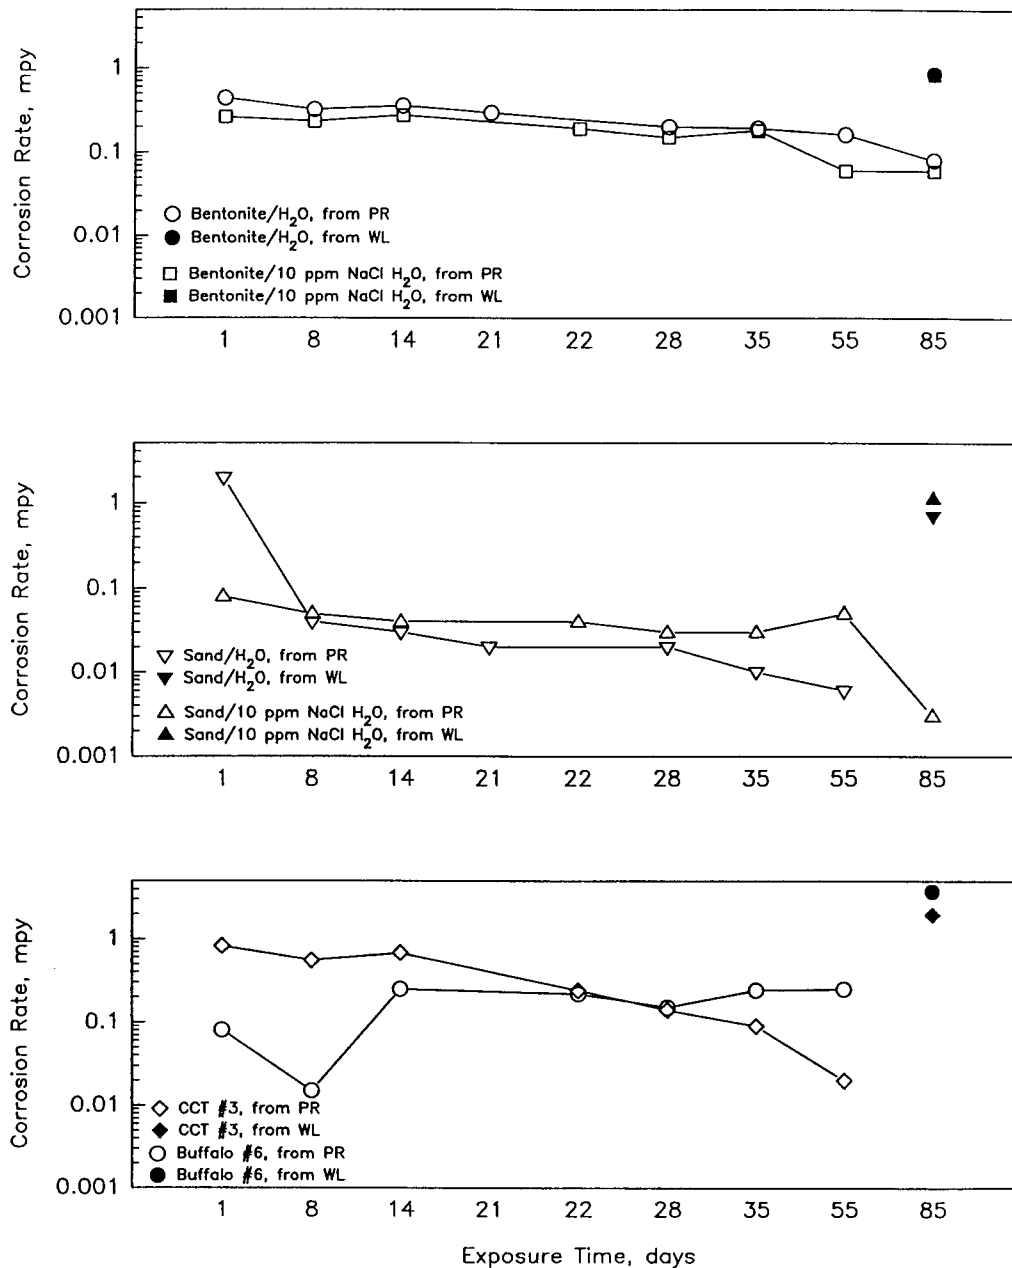 Corrosion Rate, mpy
1
0.1
0.01
0.001
Bentonite/H₂O, from PR
Bentonite/H₂O, from WL
Bentonite/10 ppm NaCl H₂O, from PR
Bentonite/10 ppm NaCl H₂O, from WL
1 8 14 21 22 28 35 55 85
Corrosion Rate, mpy
1
0.1
0.01
0.001
Sand/H₂O, from PR
Sand/H₂O, from WL
Sand/10 ppm NaCl H₂O, from PR
Sand/10 ppm NaCl H₂O, from WL
1 8 14 21 22 28 35 55 85
Corrosion Rate, mpy
1
0.1
0.01
0.001
CCT #3, from PR
CCT #3, from WL
Buffalo #6, from PR
Buffalo #6, from WL
1 8 14 21 22 28 35 55 85
Exposure Time, days